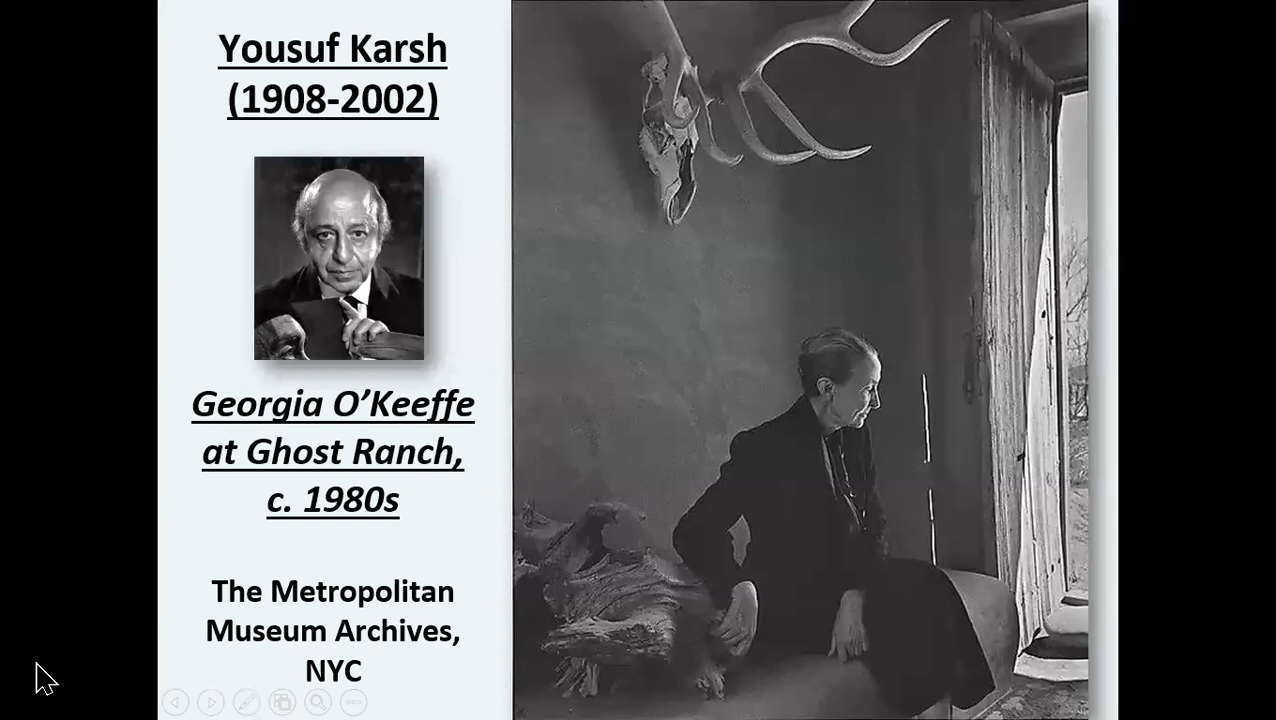 Yousuf Karsh
(1908-2002)
Georgia O’Keeffe
at Ghost Ranch,
c. 1980s
The Metropolitan
Museum Archives,
NYC